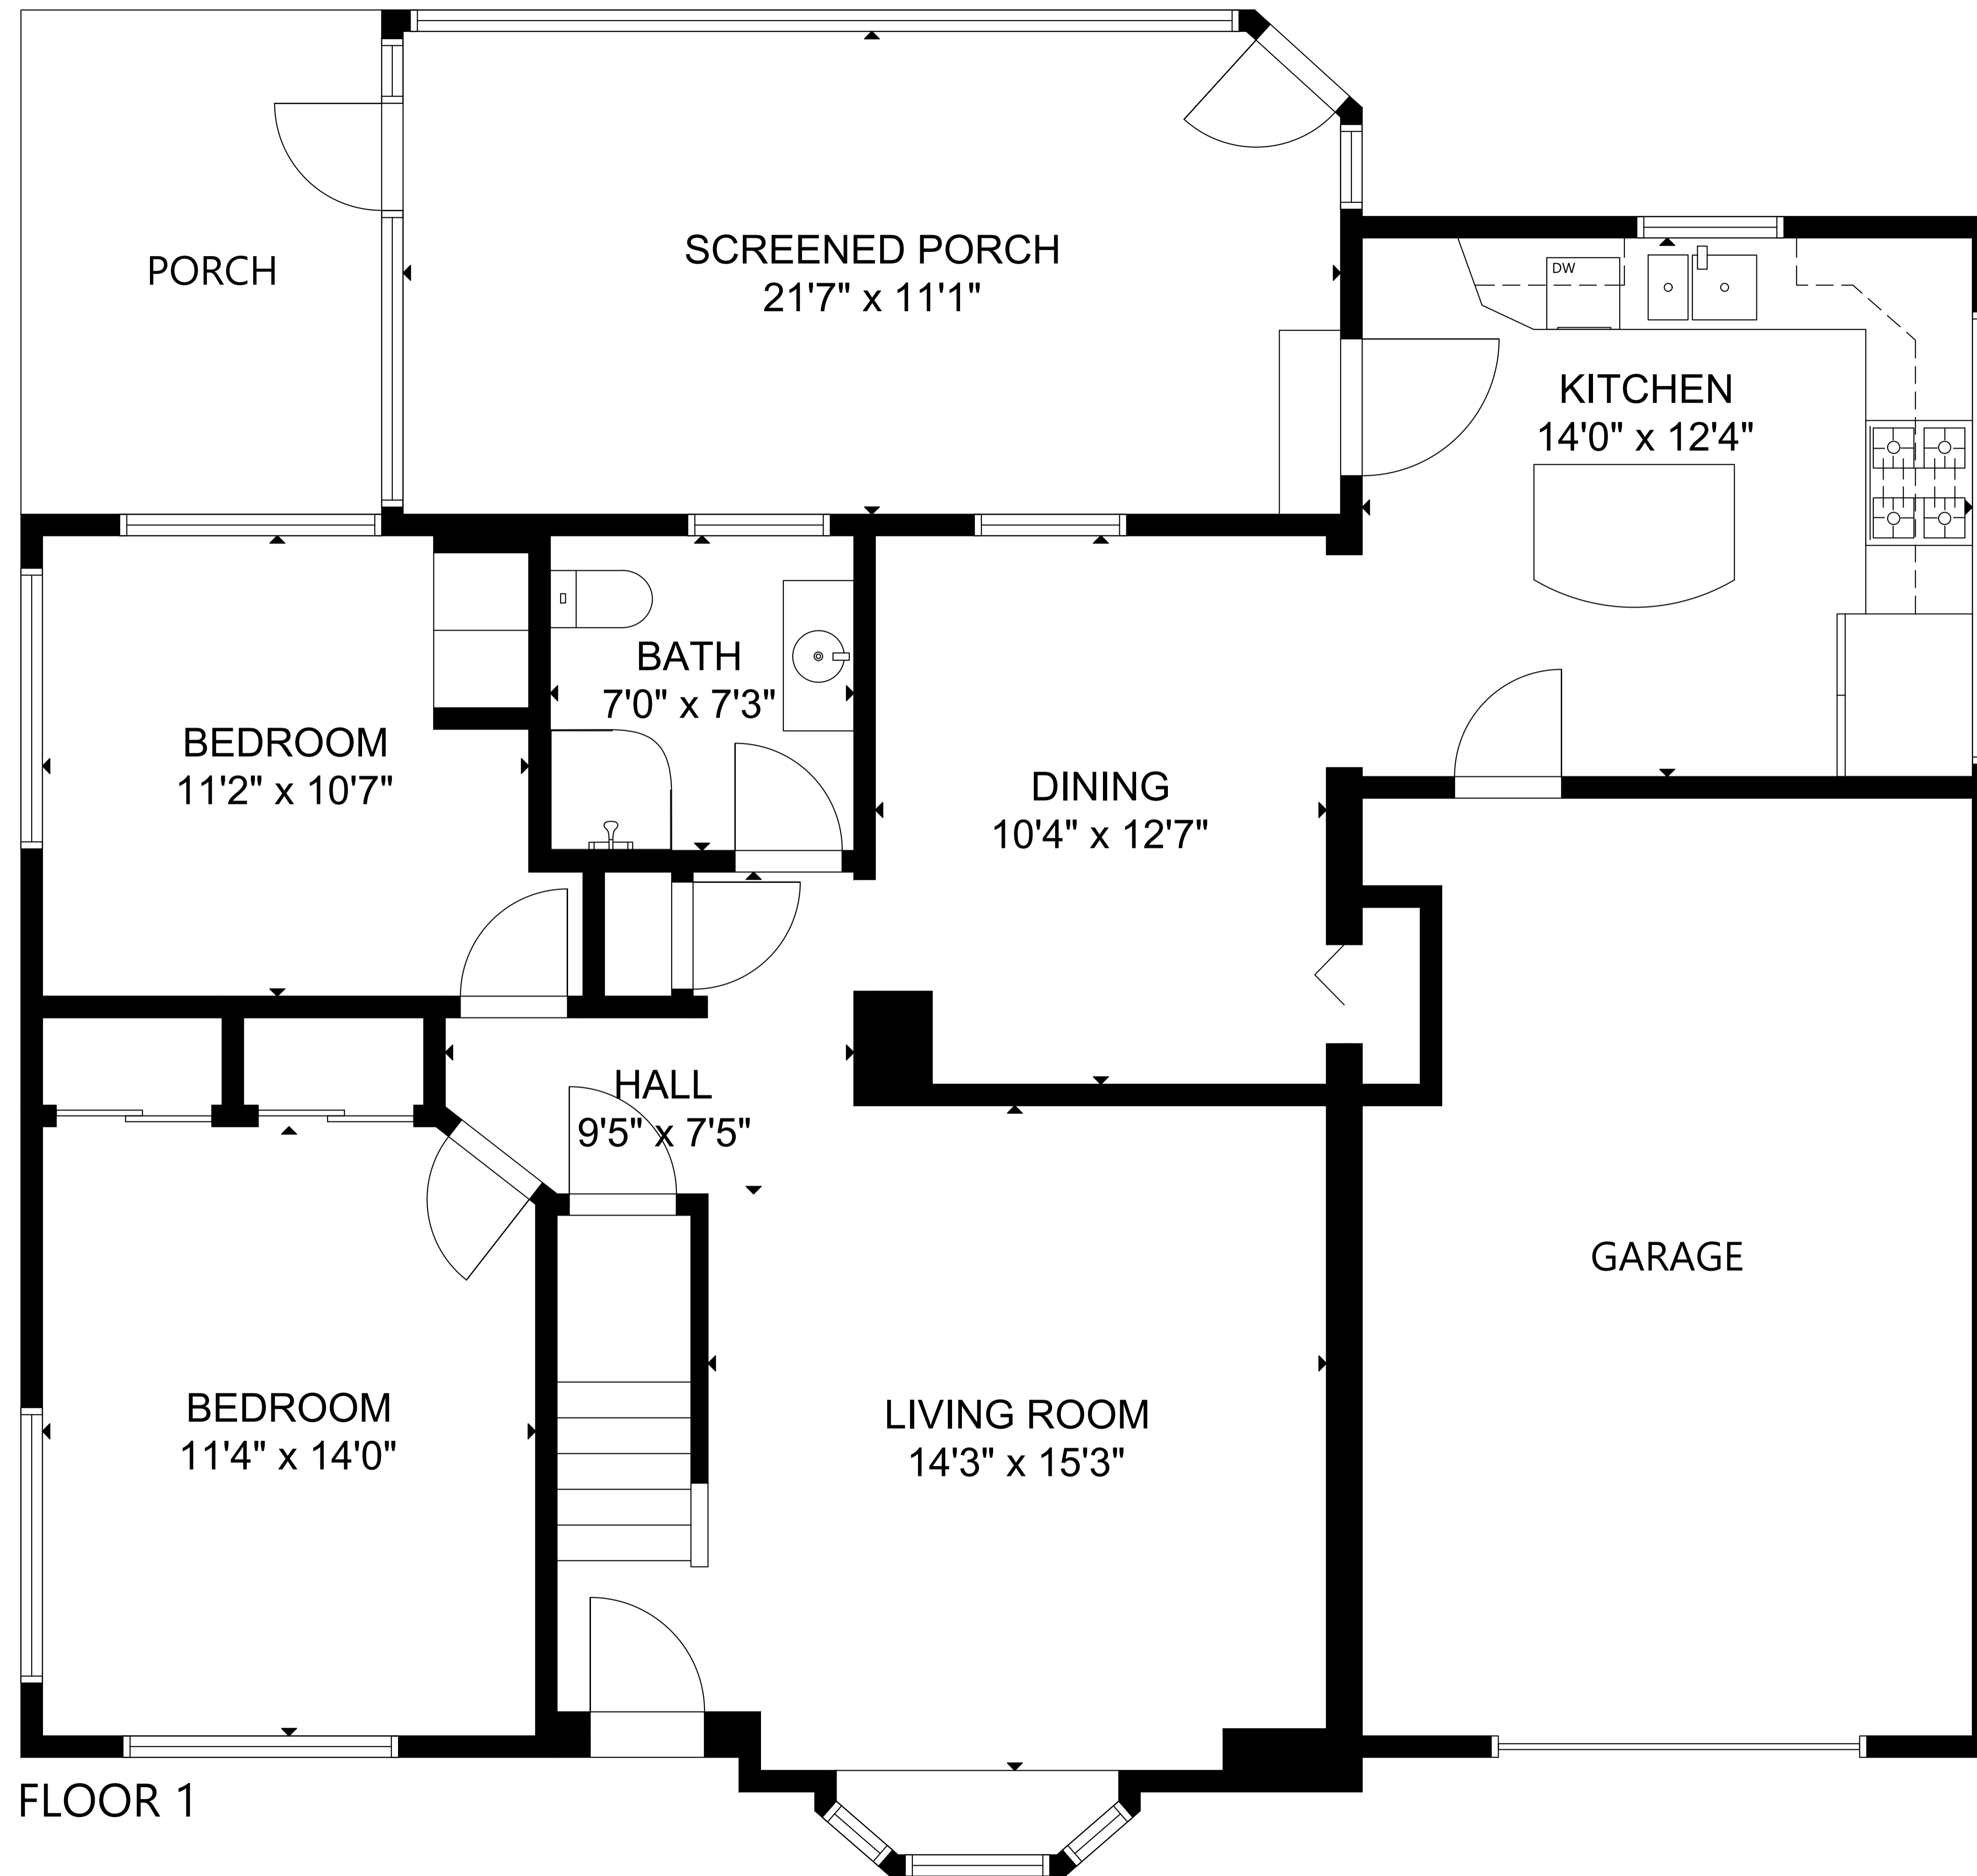 SCREENED PORCH
21'7" x 11'1"
PORCH
DW
KITCHEN
14'0" x 12'4"
BATH
7'0" x 7'3"
BEDROOM
11'2" x 10'7"
DINING
10'4" x 12'7"
HALL
9'5" x 7'5"
GARAGE
BEDROOM
11'4" x 14'0"
LIVING ROOM
14'3" x 15'3"
FLOOR 1